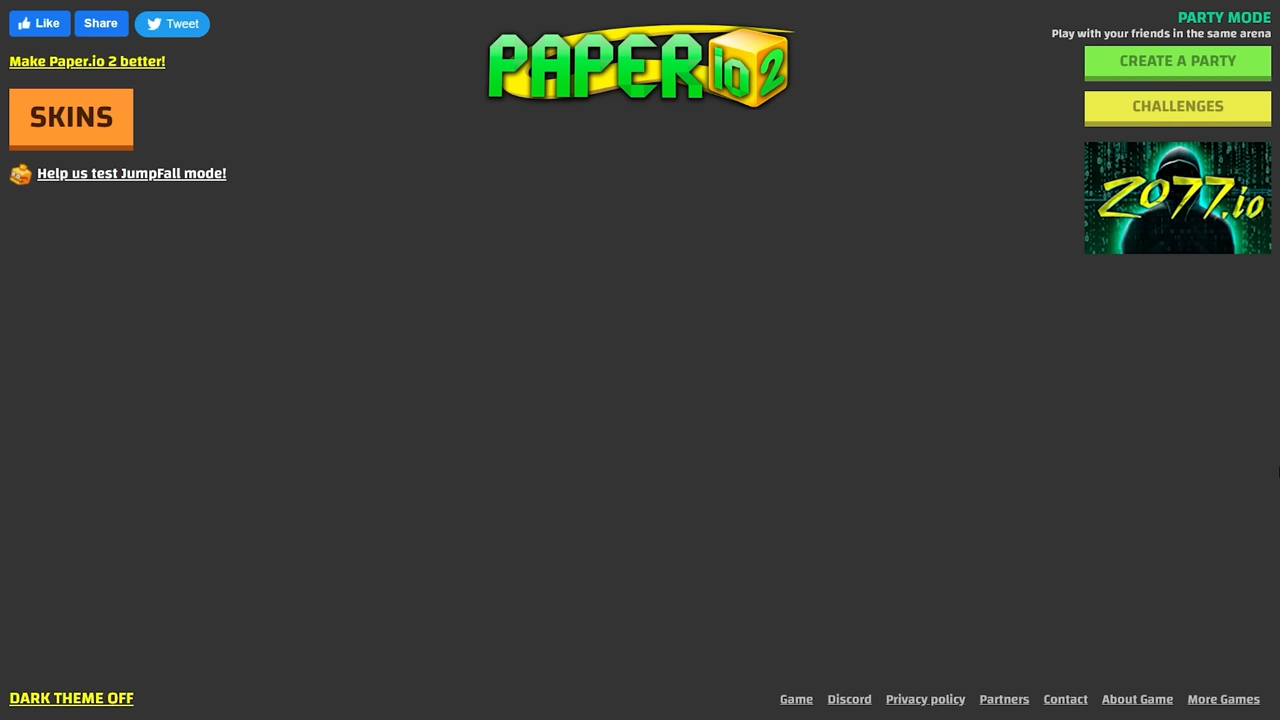 Like
Share
Tweet
Make Paper.io 2 better!
SKINS
Help us test JumpFall mode!
PAPER io 2
PARTY MODE
Play with your friends in the same arena
CREATE A PARTY
CHALLENGES
2077.io
DARK THEME OFF
Game Discord Privacy policy Partners Contact About Game More Games